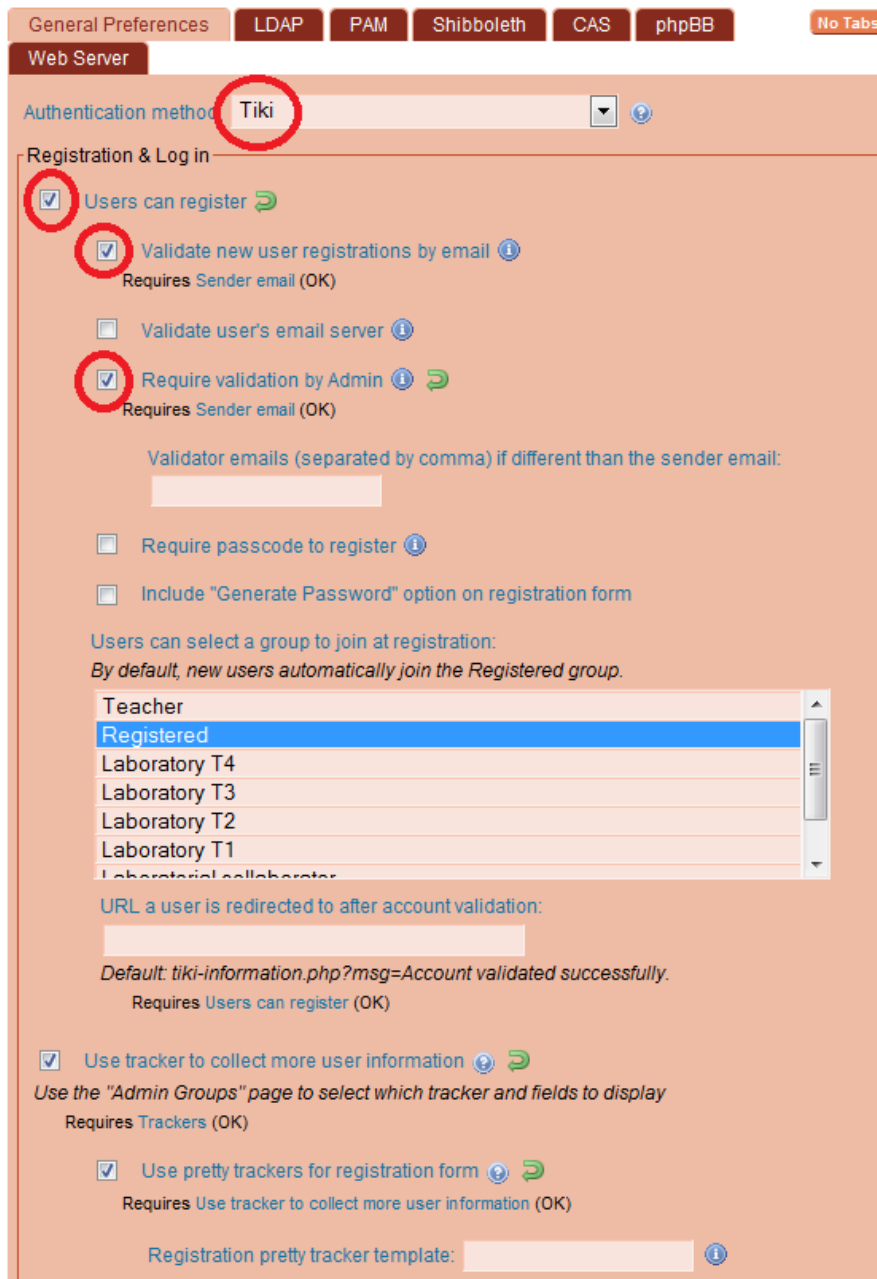 General Preferences LDAP PAM Shibboleth CAS phpBB No Tabs
Web Server
Authentication method Tiki
Registration & Log in
Users can register
Validate new user registrations by email
Requires Sender email (OK)
Validate user's email server
Require validation by Admin
Requires Sender email (OK)
Validator emails (separated by comma) if different than the sender email:
Require passcode to register
Include "Generate Password" option on registration form
Users can select a group to join at registration:
By default, new users automatically join the Registered group.
Teacher
Registered
Laboratory T4
Laboratory T3
Laboratory T2
Laboratory T1
Laboratorial collaborator
URL a user is redirected to after account validation:
Default: tiki-information.php?msg=Account validated successfully.
Requires Users can register (OK)
Use tracker to collect more user information
Use the "Admin Groups" page to select which tracker and fields to display
Requires Trackers (OK)
Use pretty trackers for registration form
Requires Use tracker to collect more user information (OK)
Registration pretty tracker template: